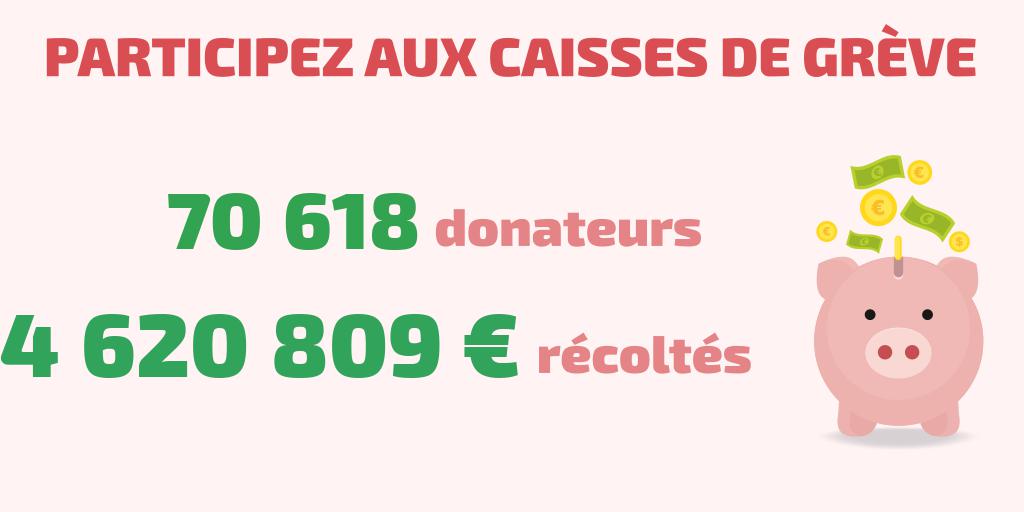 PARTICIPEZ AUX CAISSES DE GRÈVE
70 618 donateurs
4 620 809 € récoltés